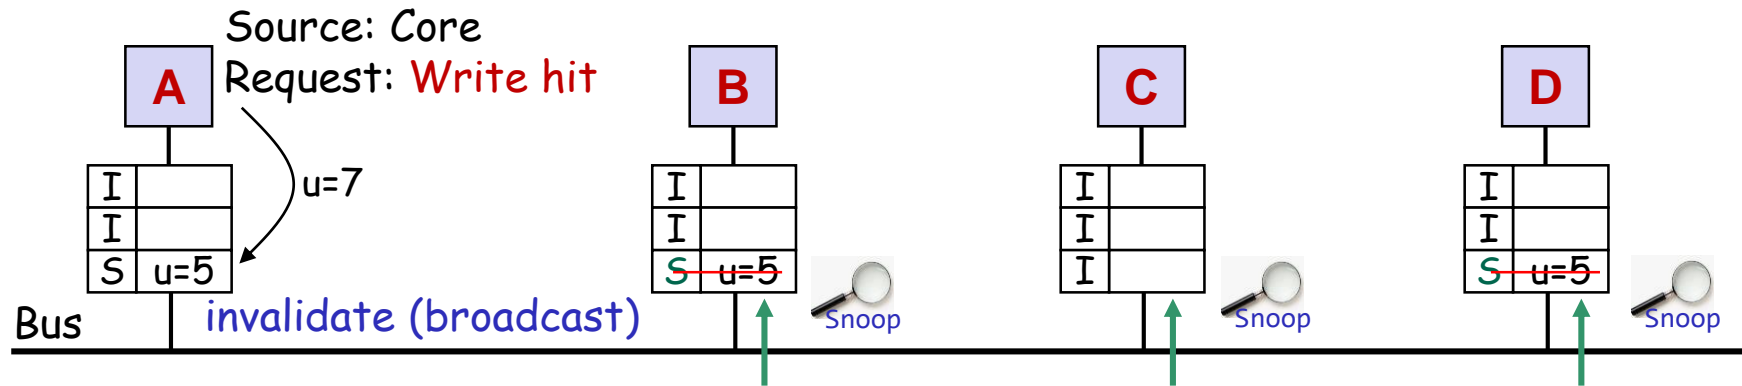 Source: Core
Request: Write hit
A
B
C
D
u=7
I
I
S u=5
I
I
S u=5
I
I
I
I
I
S u=5
Snoop
Snoop
Snoop
Bus
invalidate (broadcast)